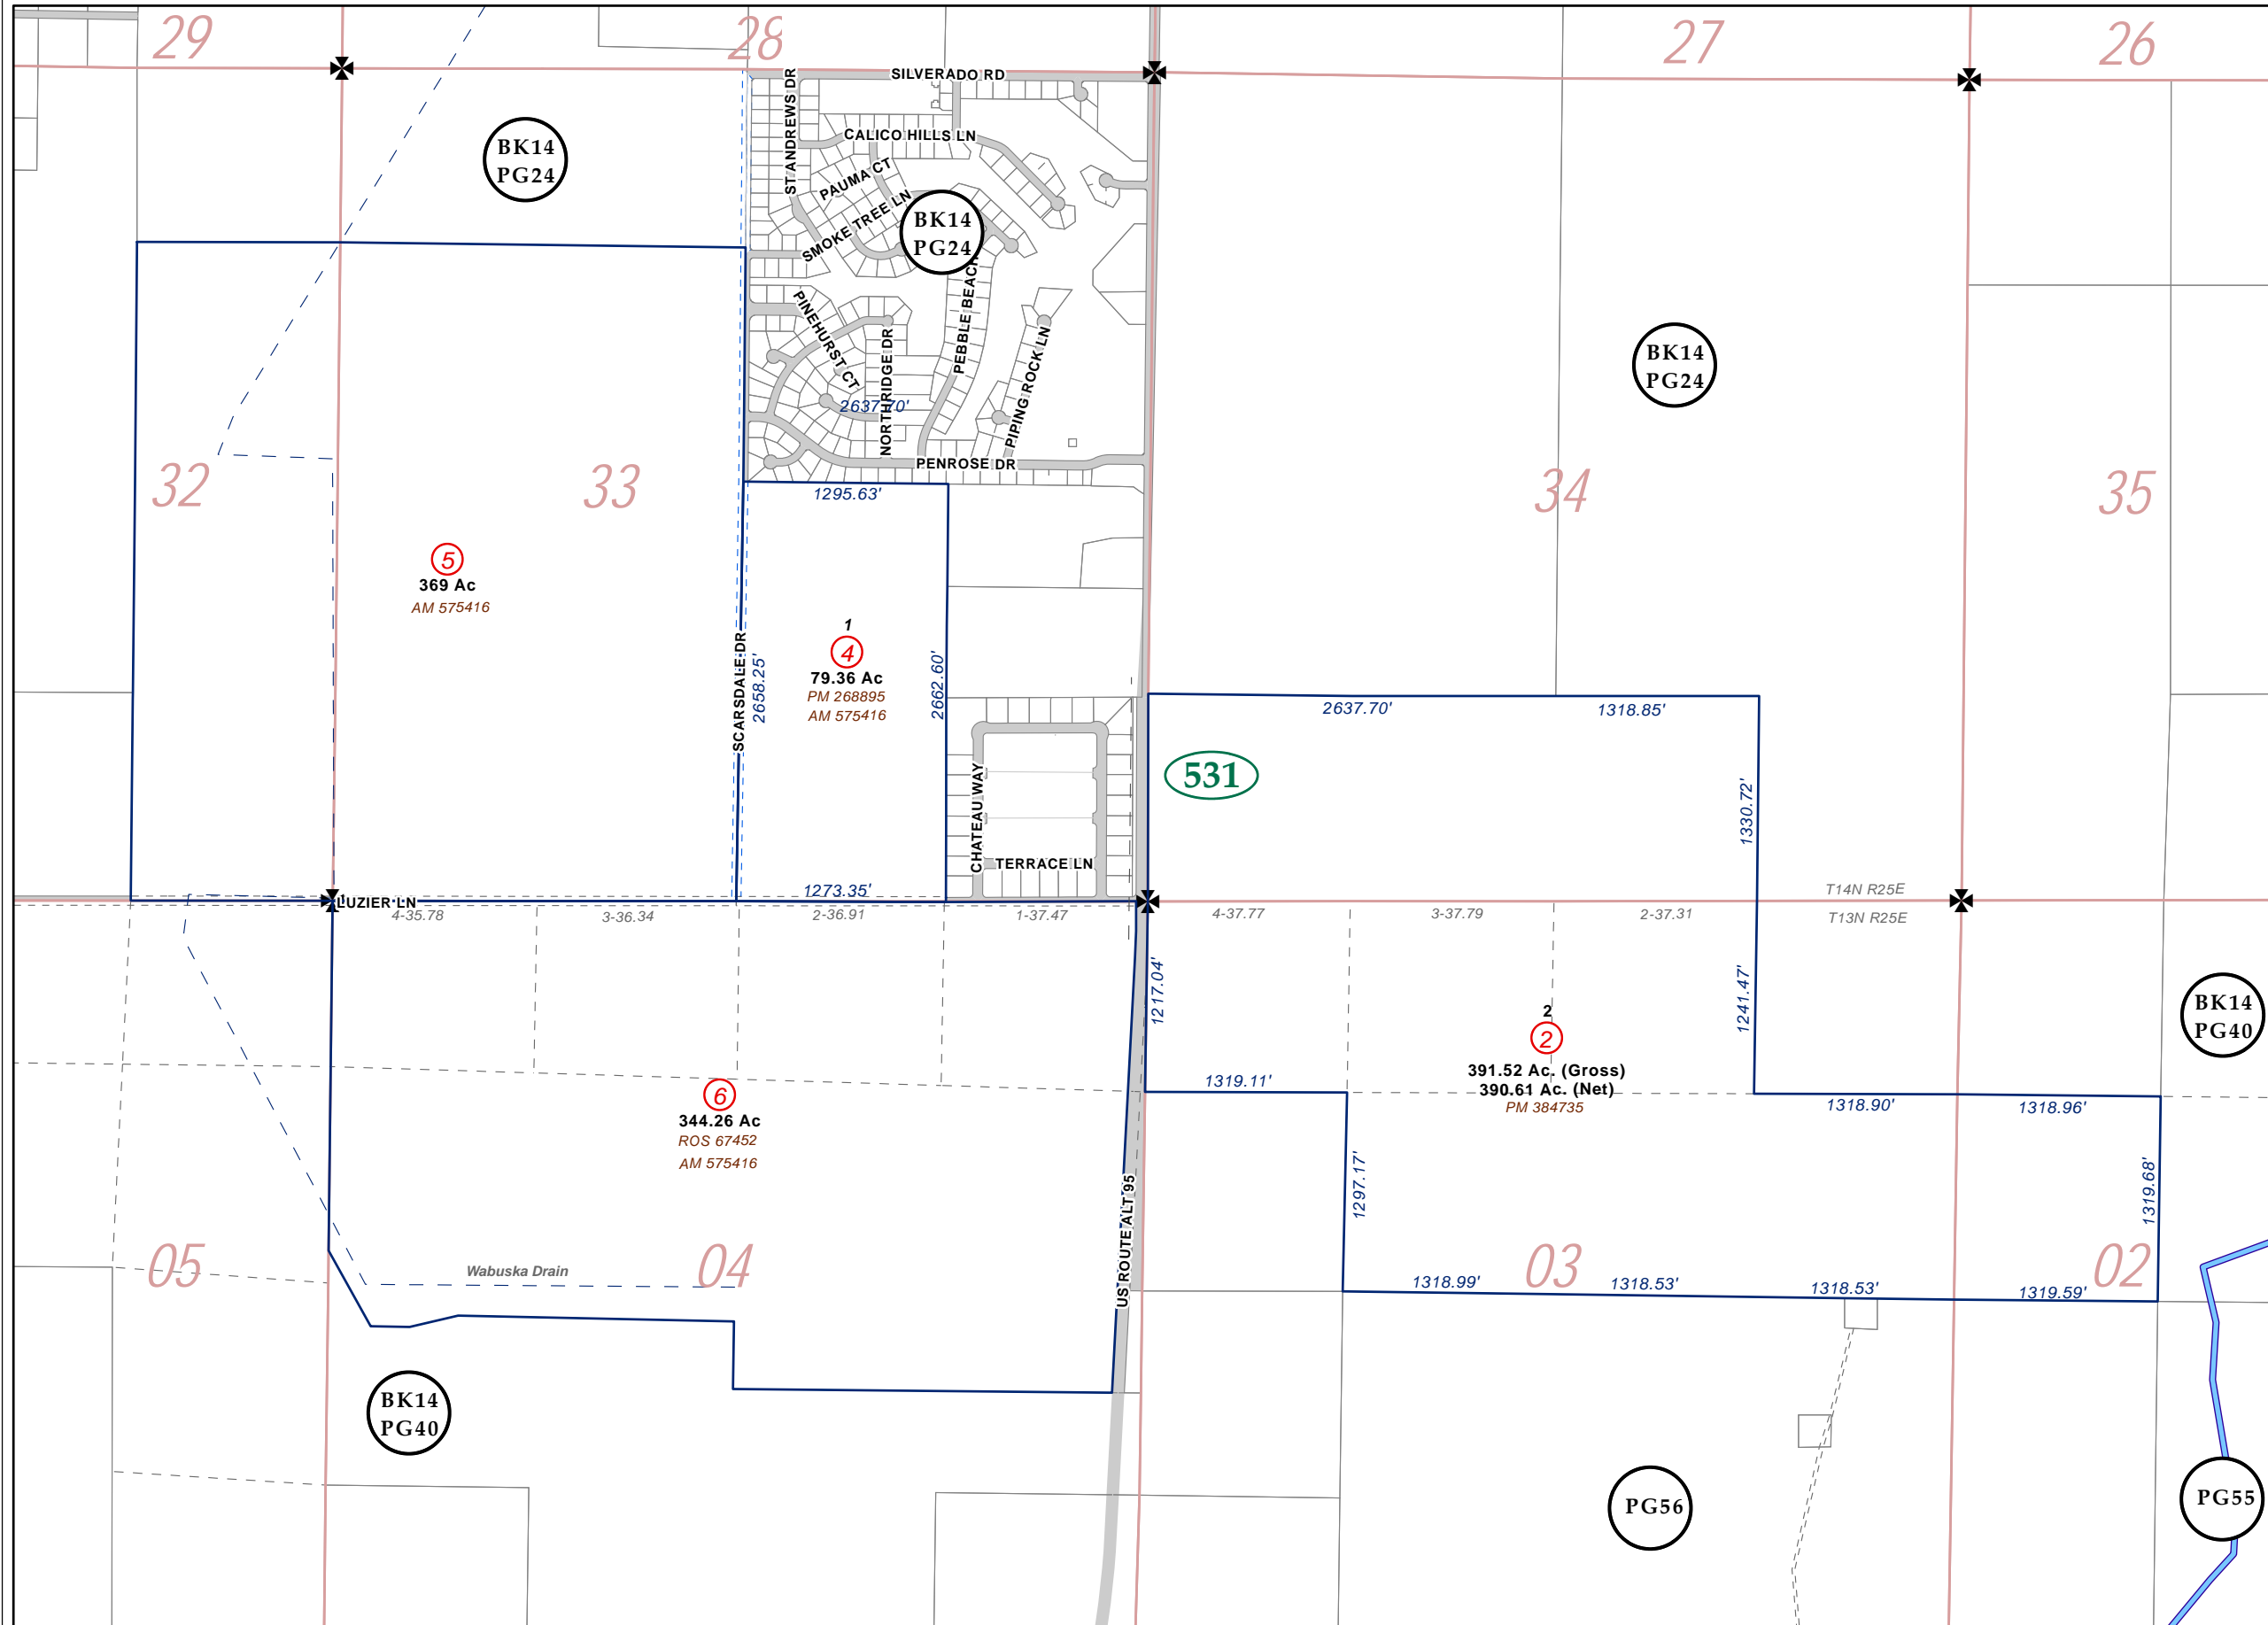 29
28
27
26
SILVERADO RD
ST ANDREWS DR
CALICO HILLS LN
BK14
PG24
PAUMA CT
SMOKE TREE LN
BK14
PG24
PINEHURST CT
NORTHRIDGE DR
PEBBLE BEACH
PIPING ROCK LN
2637.70'
BK14
PG24
PENROSE DR
32
33
34
35
1295.63'
5
369 Ac
AM 575416
SCARSDALE DR
2658.25'
1
4
79.36 Ac
PM 268895
AM 575416
2662.60'
2637.70'
1318.85'
531
1330.72'
CHATEAU WAY
TERRACE LN
1273.35'
LUZIER LN
T14N R25E
T13N R25E
4-35.78
3-36.34
2-36.91
1-37.47
4-37.77
3-37.79
2-37.31
1217.04'
1241.47'
BK14
PG40
2
2
391.52 Ac. (Gross)
390.61 Ac. (Net)
PM 384735
1319.11'
1318.90'
1318.96'
6
344.26 Ac
ROS 67452
AM 575416
US ROUTE ALT 95
1297.17'
1319.68'
05
04
03
02
Wabuska Drain
1318.99'
1318.53'
1318.53'
1319.59'
BK14
PG40
PG56
PG55